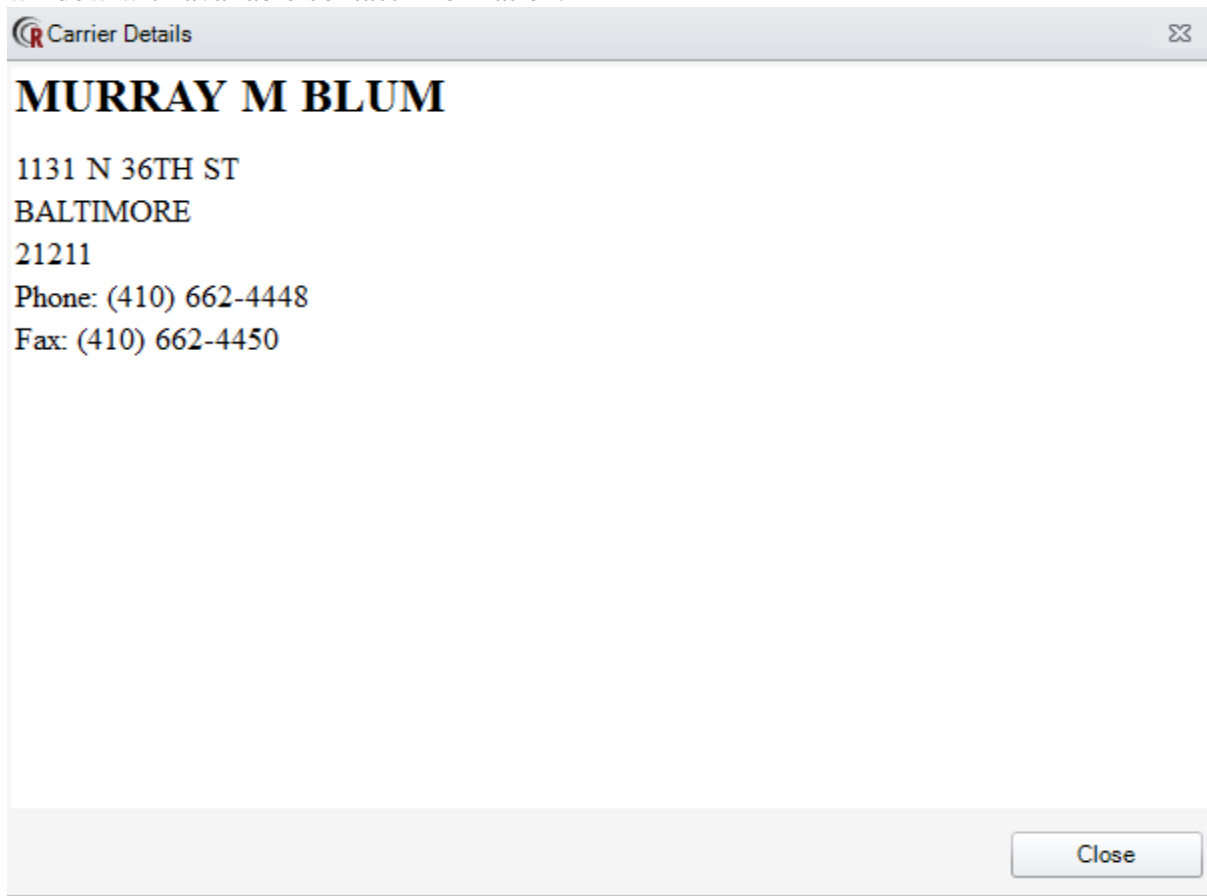 Carrier Details
MURRAY M BLUM
1131 N 36TH ST
BALTIMORE
21211
Phone: (410) 662-4448
Fax: (410) 662-4450
Close